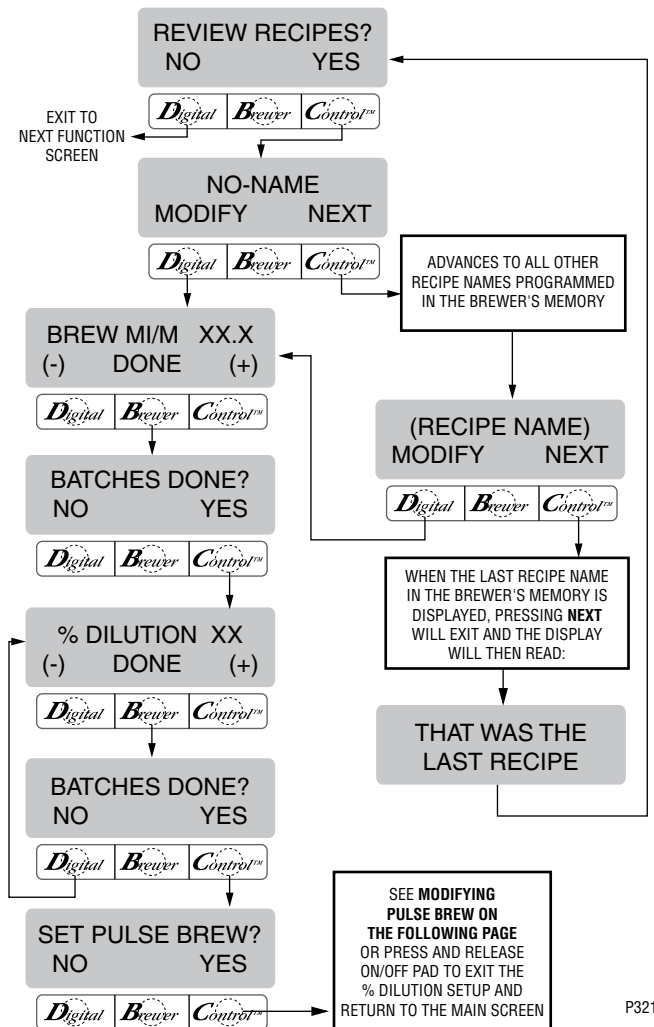 REVIEW RECIPES?
NO YES
Digital Brewer Control™
EXIT TO
NEXT FUNCTION
SCREEN
NO-NAME
MODIFY NEXT
Digital Brewer Control™
ADVANCES TO ALL OTHER
RECIPE NAMES PROGRAMMED
IN THE BREWER'S MEMORY
BREW MI/M XX.X
(-) DONE (+)
Digital Brewer Control™
(RECIPE NAME)
MODIFY NEXT
Digital Brewer Control™
BATCHES DONE?
NO YES
Digital Brewer Control™
WHEN THE LAST RECIPE NAME
IN THE BREWER'S MEMORY IS
DISPLAYED, PRESSING NEXT
WILL EXIT AND THE DISPLAY
WILL THEN READ:
% DILUTION XX
(-) DONE (+)
Digital Brewer Control™
THAT WAS THE
LAST RECIPE
BATCHES DONE?
NO YES
Digital Brewer Control™
SET PULSE BREW?
NO YES
Digital Brewer Control™
SEE MODIFYING
PULSE BREW ON
THE FOLLOWING PAGE
OR PRESS AND RELEASE
ON/OFF PAD TO EXIT THE
% DILUTION SETUP AND
RETURN TO THE MAIN SCREEN
P321